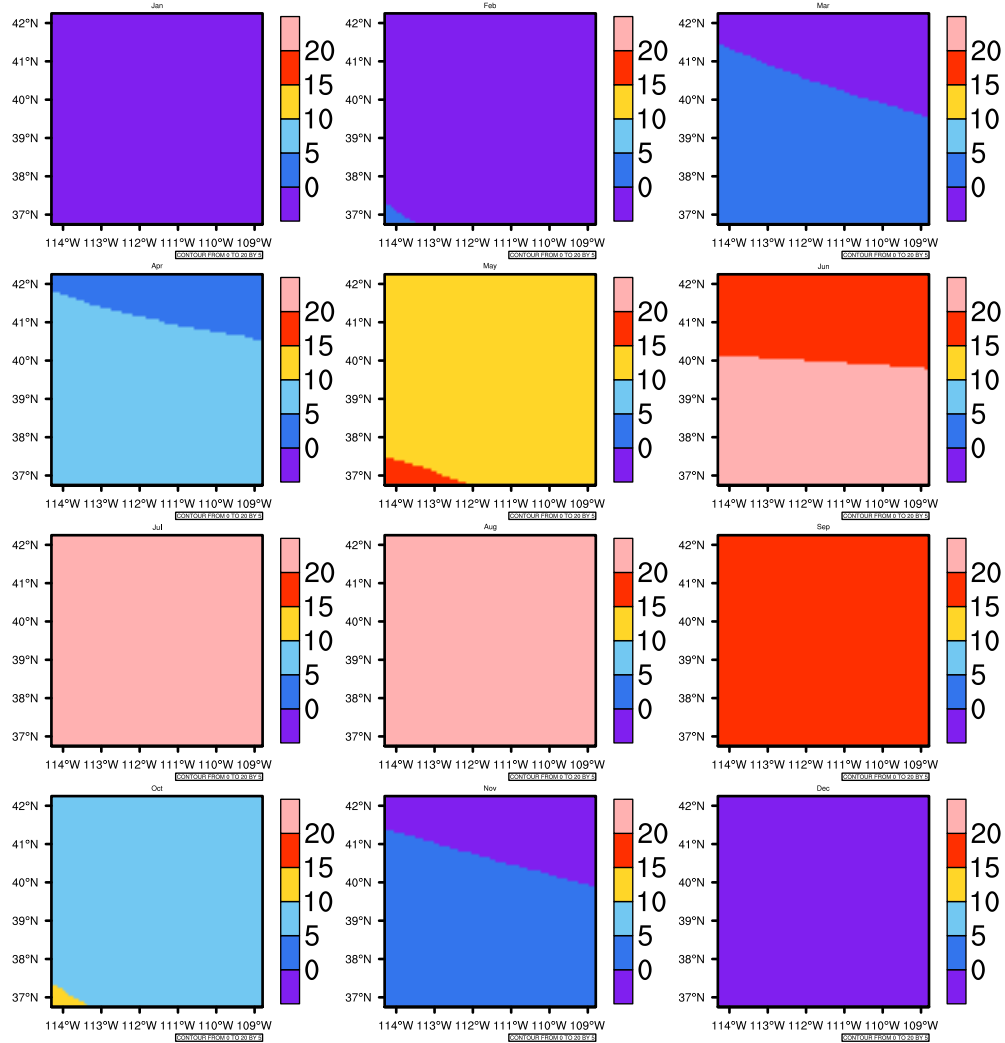 Jan Feb Mar
42°N 20 42°N 20 42°N 20
41°N 15 41°N 15 41°N 15
40°N 10 40°N 10 40°N 10
39°N 5 39°N 5 39°N 5
38°N 0 38°N 0 38°N 0
37°N 37°N 37°N
114°W 113°W 112°W 111°W 110°W 109°W 114°W 113°W 112°W 111°W 110°W 109°W 114°W 113°W 112°W 111°W 110°W 109°W
CONTOUR FROM 0 TO 20 BY 5 CONTOUR FROM 0 TO 20 BY 5 CONTOUR FROM 0 TO 20 BY 5
Apr May Jun
42°N 20 42°N 20 42°N 20
41°N 15 41°N 15 41°N 15
40°N 10 40°N 10 40°N 10
39°N 5 39°N 5 39°N 5
38°N 0 38°N 0 38°N 0
37°N 37°N 37°N
114°W 113°W 112°W 111°W 110°W 109°W 114°W 113°W 112°W 111°W 110°W 109°W 114°W 113°W 112°W 111°W 110°W 109°W
CONTOUR FROM 0 TO 20 BY 5 CONTOUR FROM 0 TO 20 BY 5 CONTOUR FROM 0 TO 20 BY 5
Jul Aug Sep
42°N 20 42°N 20 42°N 20
41°N 15 41°N 15 41°N 15
40°N 10 40°N 10 40°N 10
39°N 5 39°N 5 39°N 5
38°N 0 38°N 0 38°N 0
37°N 37°N 37°N
114°W 113°W 112°W 111°W 110°W 109°W 114°W 113°W 112°W 111°W 110°W 109°W 114°W 113°W 112°W 111°W 110°W 109°W
CONTOUR FROM 0 TO 20 BY 5 CONTOUR FROM 0 TO 20 BY 5 CONTOUR FROM 0 TO 20 BY 5
Oct Nov Dec
42°N 20 42°N 20 42°N 20
41°N 15 41°N 15 41°N 15
40°N 10 40°N 10 40°N 10
39°N 5 39°N 5 39°N 5
38°N 0 38°N 0 38°N 0
37°N 37°N 37°N
114°W 113°W 112°W 111°W 110°W 109°W 114°W 113°W 112°W 111°W 110°W 109°W 114°W 113°W 112°W 111°W 110°W 109°W
CONTOUR FROM 0 TO 20 BY 5 CONTOUR FROM 0 TO 20 BY 5 CONTOUR FROM 0 TO 20 BY 5